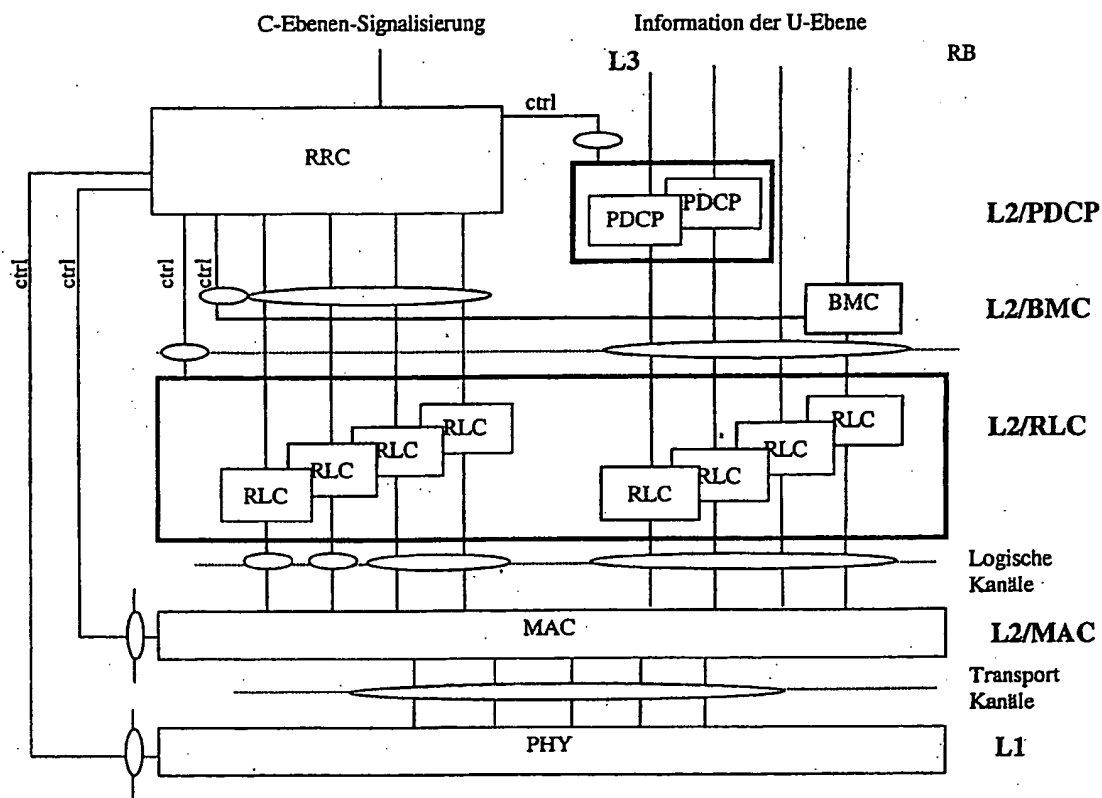 C-Ebenen-Signalisierung
Information der U-Ebene
L3
RB
ctrl
RRC
PDCP
PDCP
L2/PDCP
ctrl
ctrl
ctrl
ctrl
BMC
L2/BMC
RLC
RLC
RLC
RLC
RLC
RLC
RLC
RLC
L2/RLC
Logische
Kanäle
MAC
L2/MAC
Transport
Kanäle
PHY
L1